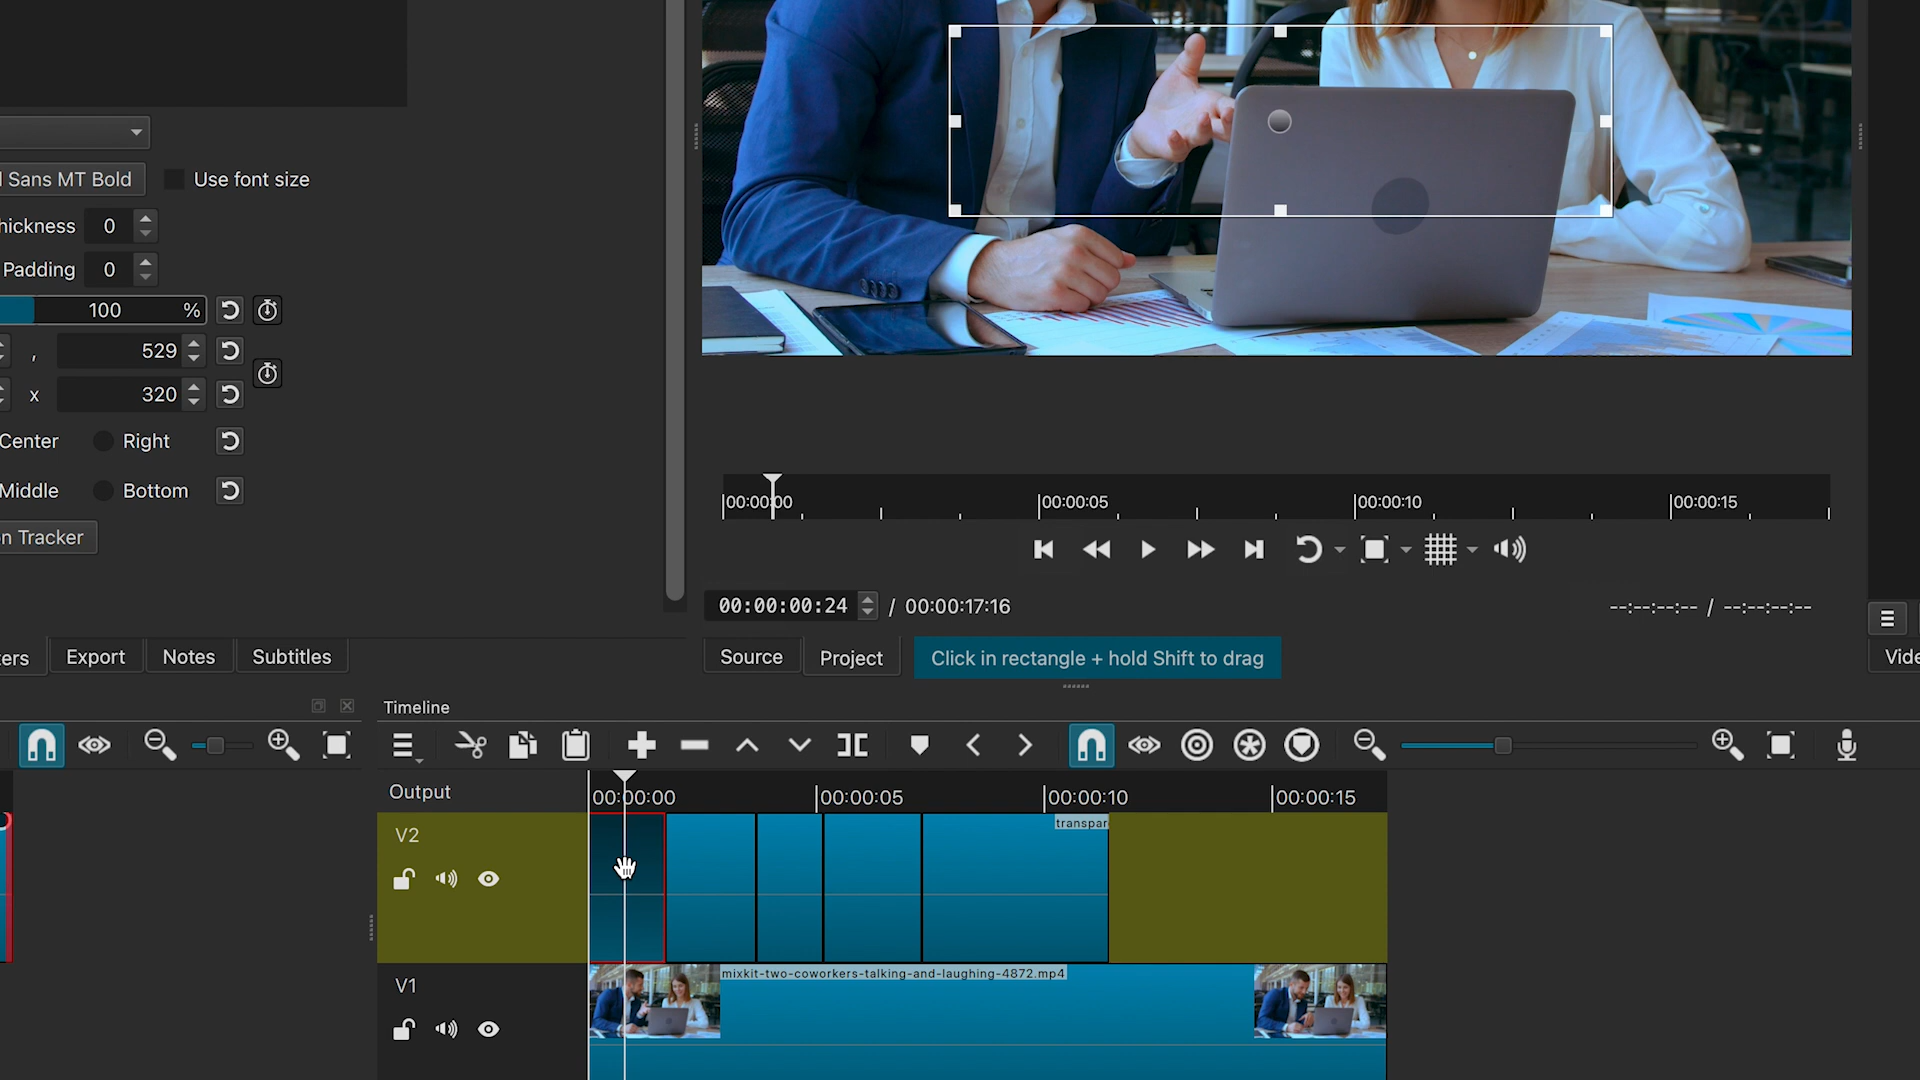 Sans MT Bold
Use font size
hickness 0
Padding 0
100 %
, 529
x 320
Center Right
Middle Bottom
n Tracker
00:00:00
00:00:05
00:00:10
00:00:15
00:00:00:24 / 00:00:17:16
--:--:--:-- / --:--:--:--
ers
Export
Notes
Subtitles
Source
Project
Click in rectangle + hold Shift to drag
Vide
Timeline
Output
00:00:00
00:00:05
00:00:10
00:00:15
V2
transpar
V1
mixkit-two-coworkers-talking-and-laughing-4872.mp4